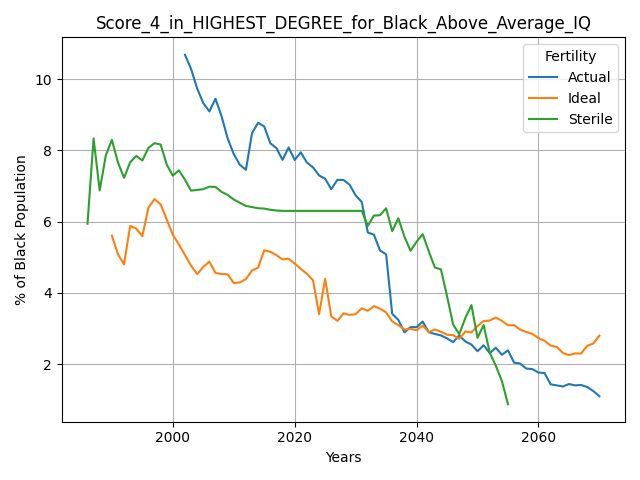 Score_4_in_HIGHEST_DEGREE_for_Black_Above_Average_IQ
Fertility
Actual
Ideal
Sterile
% of Black Population
10
8
6
4
2
2000
2020
2040
2060
Years